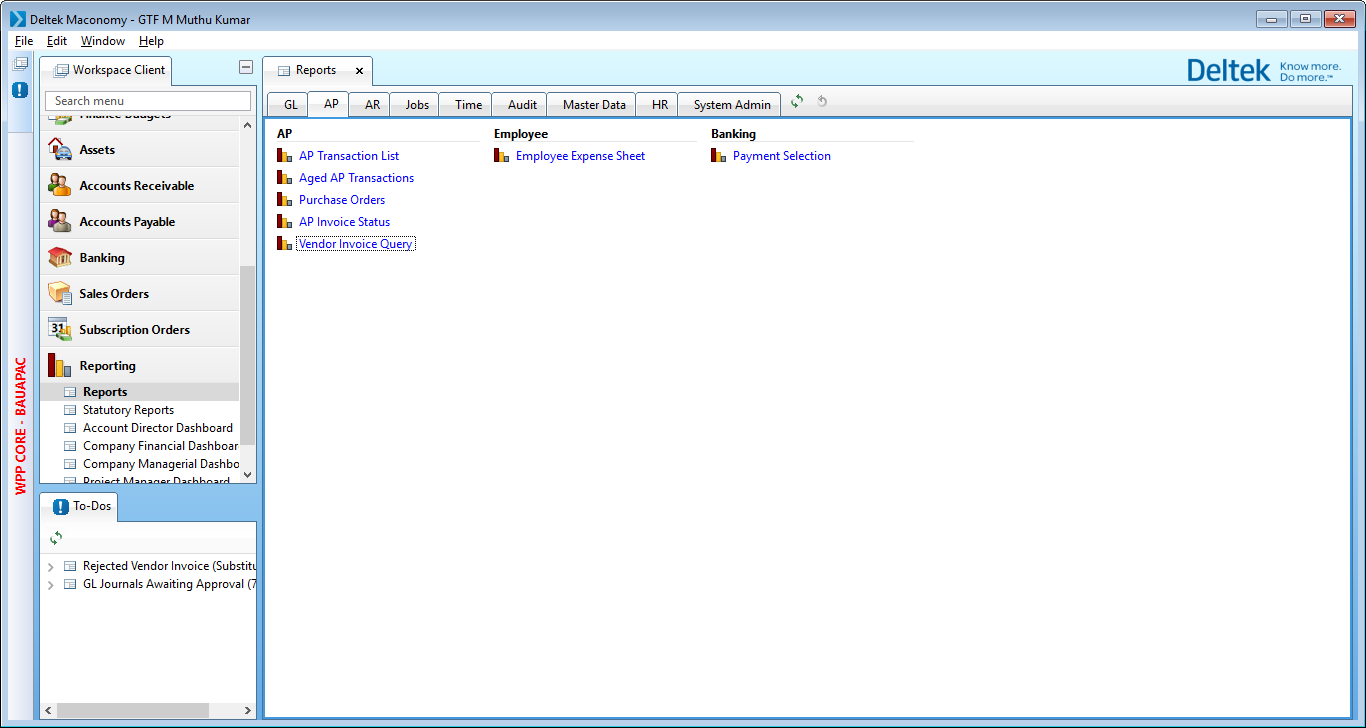 Deltek Maconomy - GTF M Muthu Kumar
File Edit Window Help
Workspace Client
Search menu
Finance Budgets
Assets
Accounts Receivable
Accounts Payable
Banking
Sales Orders
31
Subscription Orders
Reporting
Reports
Statutory Reports
Account Director Dashboard
Company Financial Dashboar
Company Managerial Dashbo
Project Manager Dashboard
WPP CORE - BAUAPAC
To-Dos
Rejected Vendor Invoice (Substitu
GL Journals Awaiting Approval (7
Reports
Deltek Know more.
Do more.™
GL AP AR Jobs Time Audit Master Data HR System Admin
AP
AP Transaction List
Aged AP Transactions
Purchase Orders
AP Invoice Status
Vendor Invoice Query
Employee
Employee Expense Sheet
Banking
Payment Selection